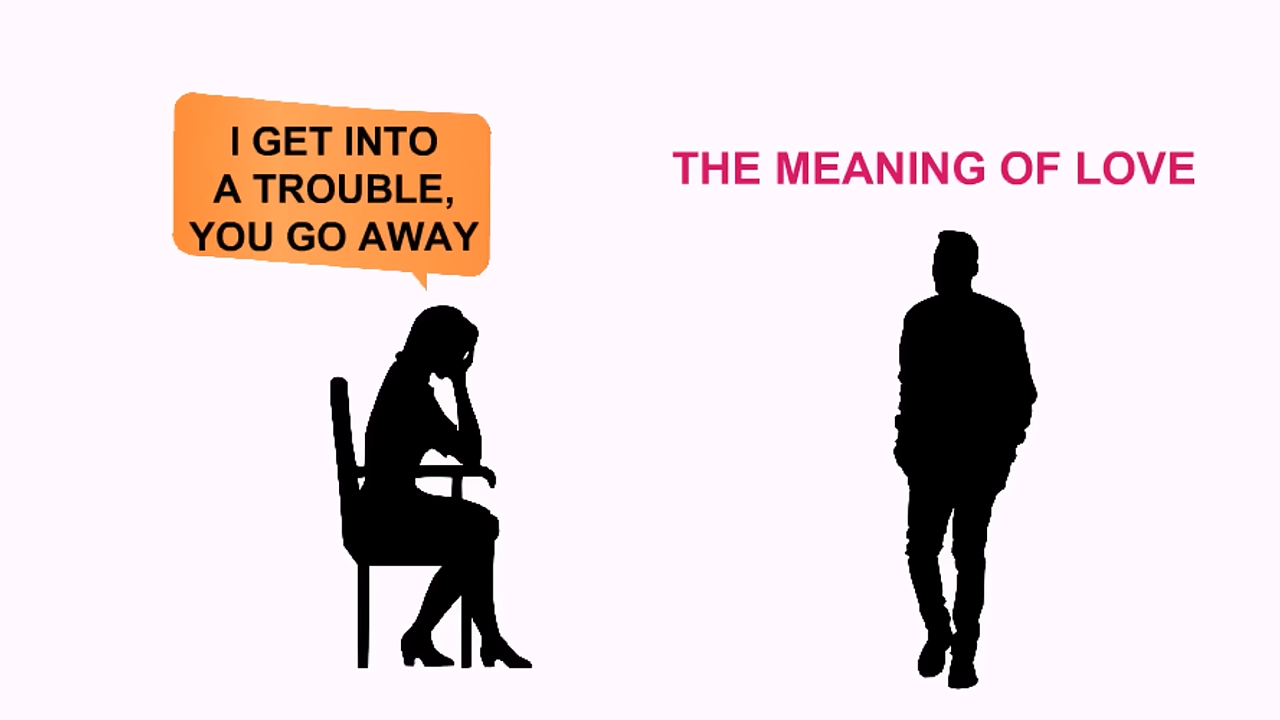 I GET INTO
A TROUBLE,
YOU GO AWAY
THE MEANING OF LOVE